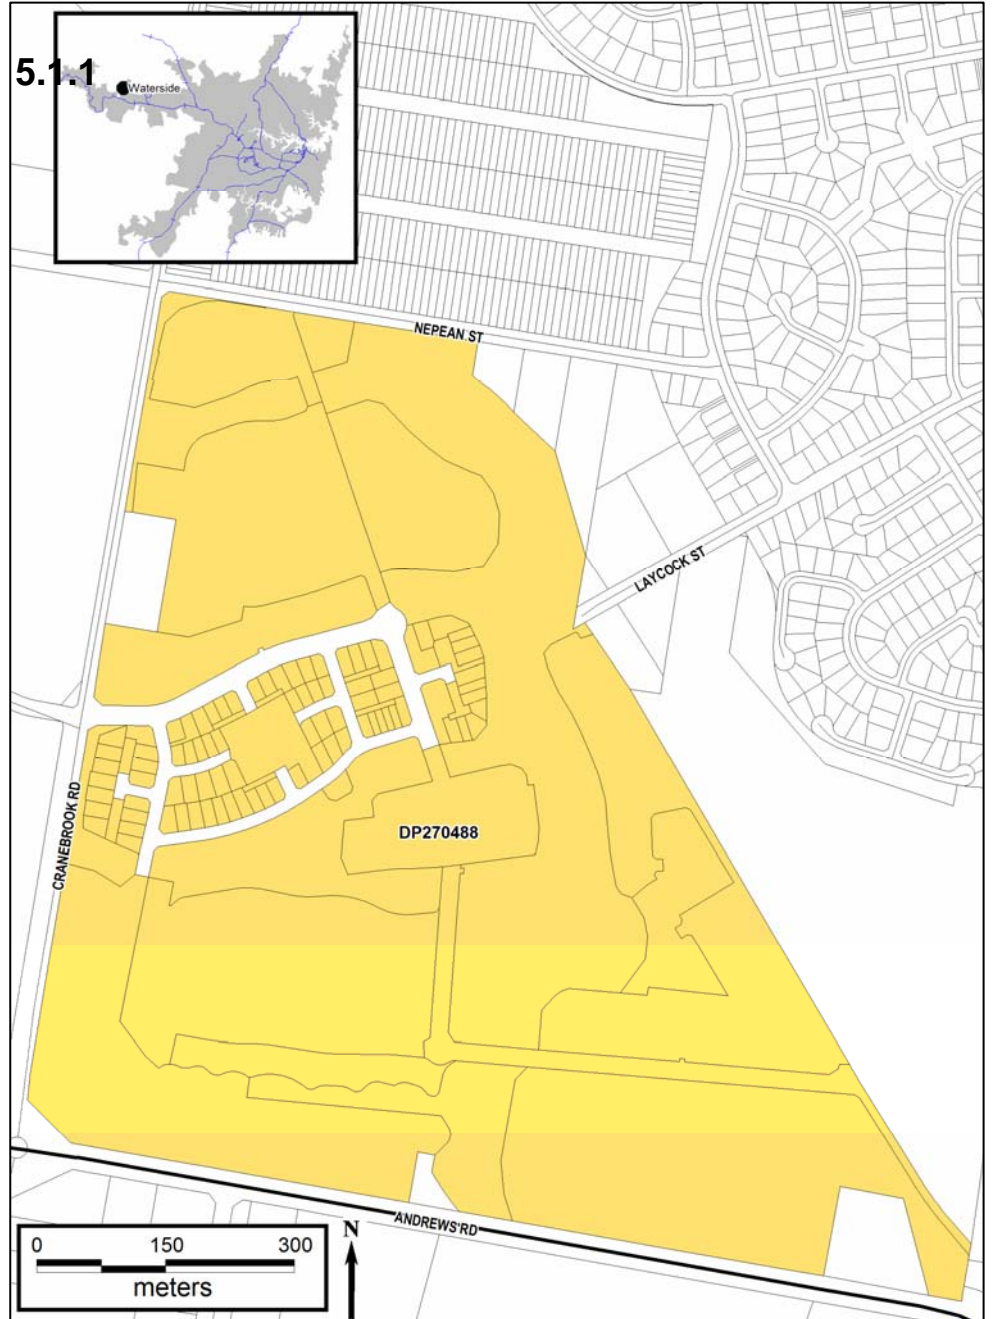 5.1.1
Waterside
NEPEAN ST
LAYCOCK ST
CRANEBROOK RD
DP270488
ANDREWS RD
N
0 150 300
meters